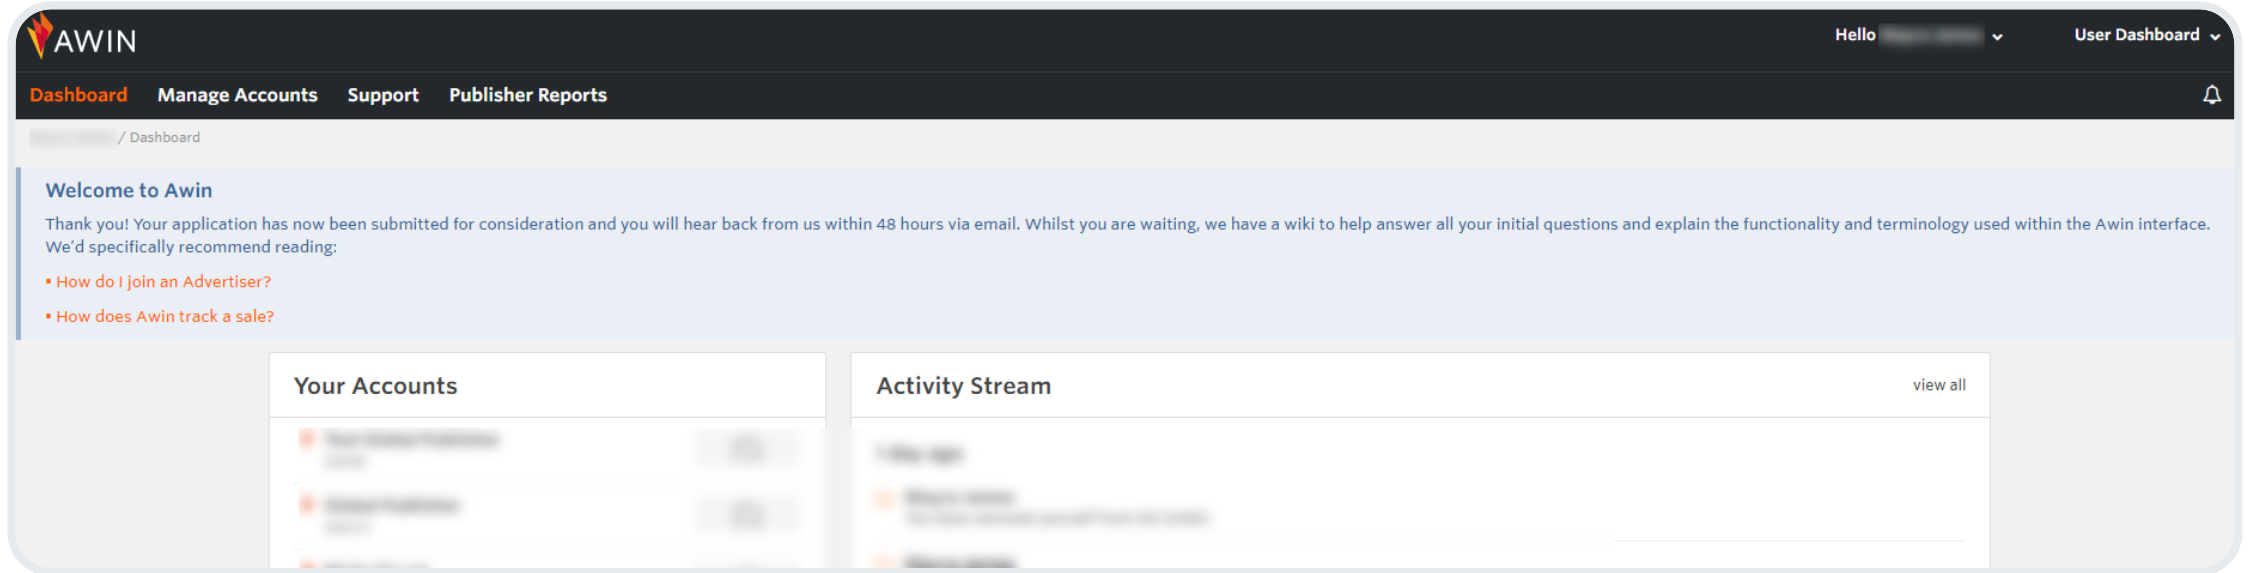 AWIN
Hello
User Dashboard
Dashboard Manage Accounts Support Publisher Reports
/ Dashboard
Welcome to Awin
Thank you! Your application has now been submitted for consideration and you will hear back from us within 48 hours via email. Whilst you are waiting, we have a wiki to help answer all your initial questions and explain the functionality and terminology used within the Awin interface.
We'd specifically recommend reading:
▪ How do I join an Advertiser?
▪ How does Awin track a sale?
Your Accounts
Activity Stream
view all